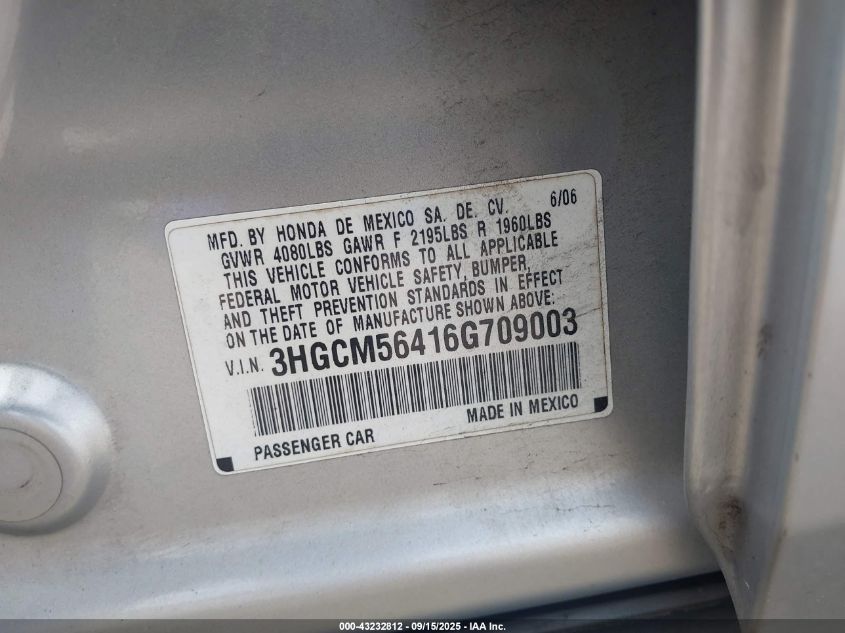 MFD. BY HONDA DE MEXICO SA. DE. CV. 6/06
GVWR 4080LBS GAWR F 2195LBS R 1960LBS
THIS VEHICLE CONFORMS TO ALL APPLICABLE
FEDERAL MOTOR VEHICLE SAFETY, BUMPER,
AND THEFT PREVENTION STANDARDS IN EFFECT
ON THE DATE OF MANUFACTURE SHOWN ABOVE:
V.I.N. 3HGCM56416G709003
PASSENGER CAR MADE IN MEXICO
000-43232812 - 09/15/2025 - IAA Inc.